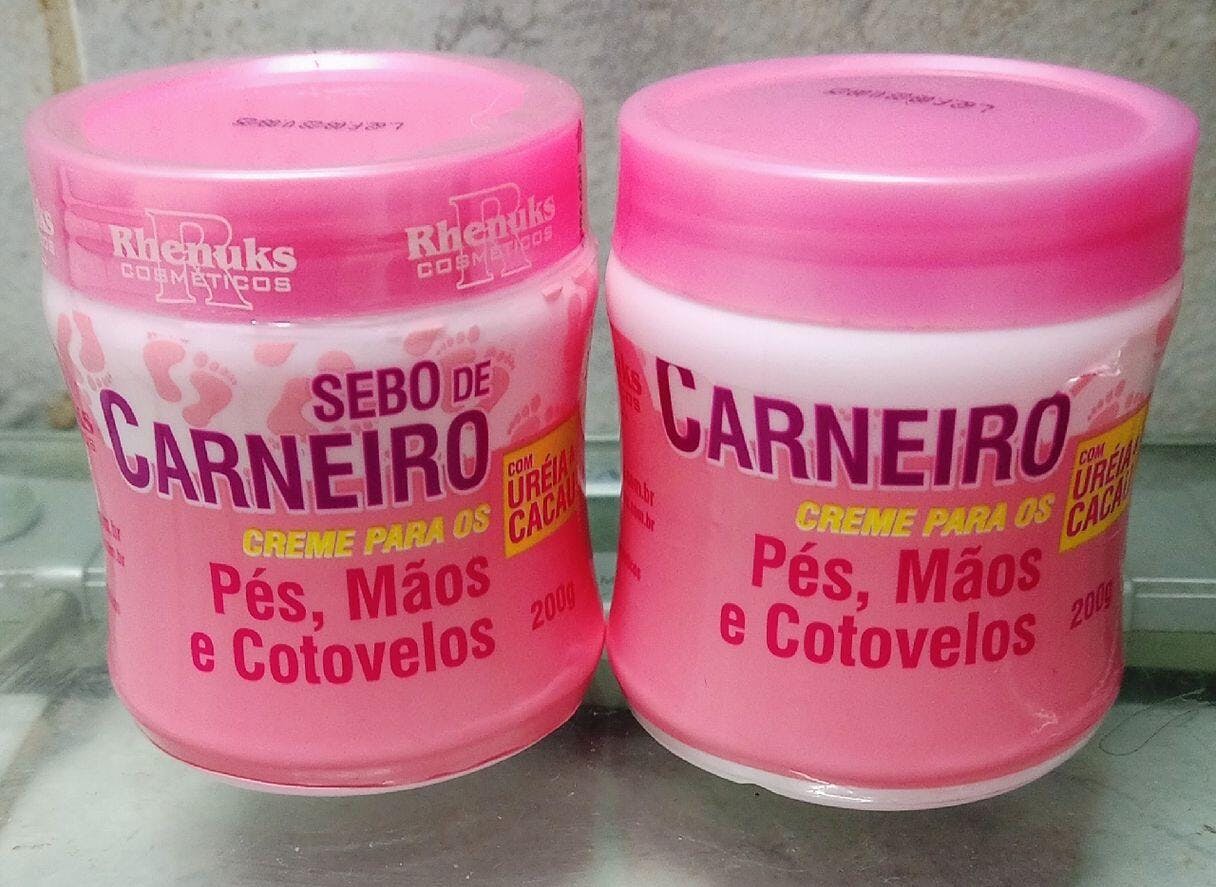 Rhenuks
COSMÉTICOS
Rhenuks
COSMÉTICOS
SEBO DE
CARNEIRO
COM
URÉIA &
CACAU
CREME PARA OS
Pés, Mãos
e Cotovelos
200g
CARNEIRO
COM
URÉIA &
CACAU
CREME PARA OS
Pés, Mãos
e Cotovelos
200g